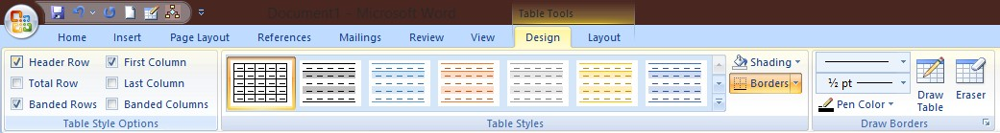 Document1 - Microsoft Word
Table Tools
Home Insert Page Layout References Mailings Review View Design Layout
Header Row First Column
Total Row Last Column
Banded Rows Banded Columns
Table Style Options
Shading
Borders
Table Styles
½ pt
Pen Color
Draw Table
Eraser
Draw Borders